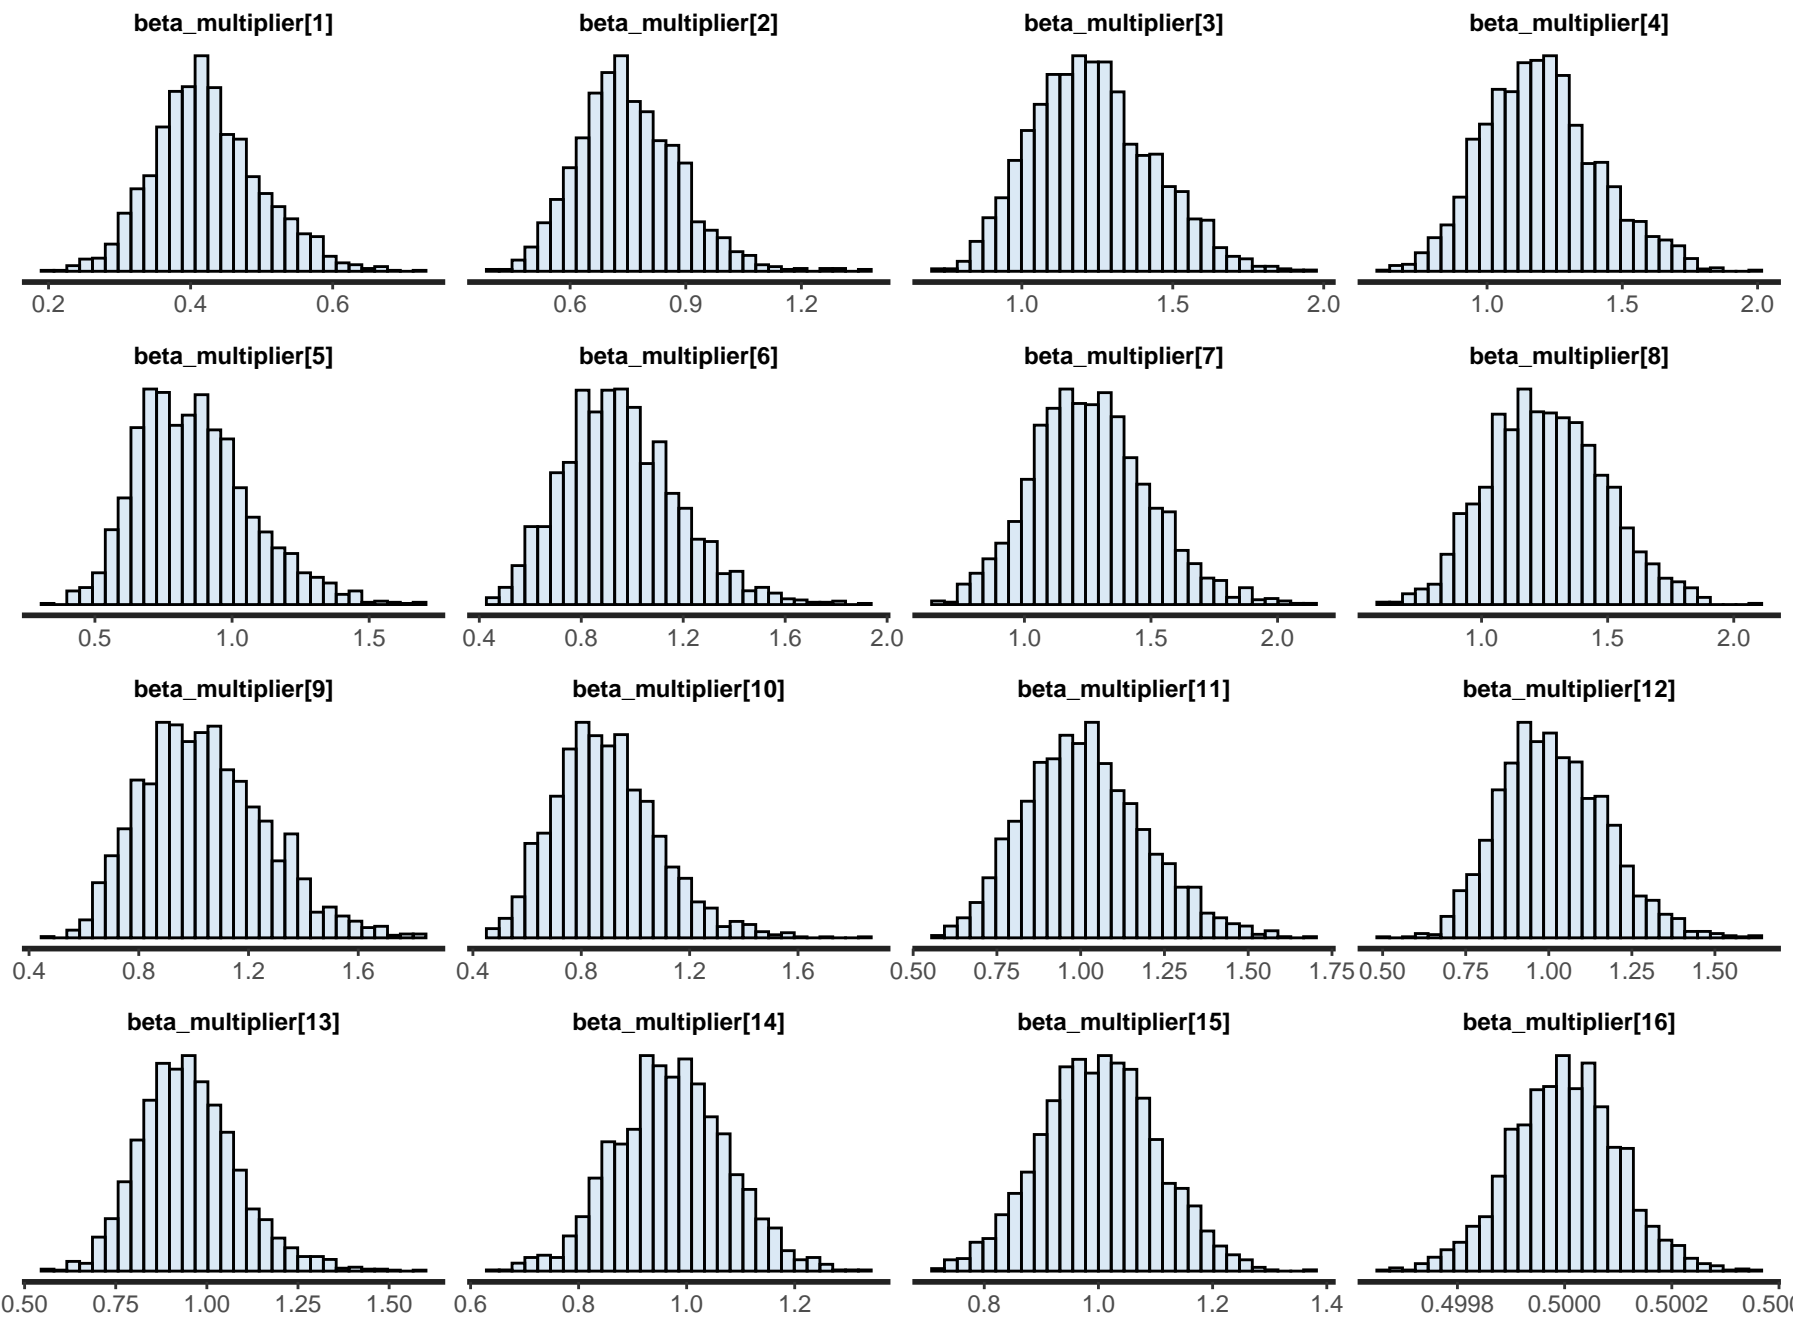 beta_multiplier[1] beta_multiplier[2] beta_multiplier[3] beta_multiplier[4]
0.2 0.4 0.6 0.6 0.9 1.2 1.0 1.5 2.0 1.0 1.5 2.0
beta_multiplier[5] beta_multiplier[6] beta_multiplier[7] beta_multiplier[8]
0.5 1.0 1.5 0.4 0.8 1.2 1.6 2.0 1.0 1.5 2.0 1.0 1.5 2.0
beta_multiplier[9] beta_multiplier[10] beta_multiplier[11] beta_multiplier[12]
0.4 0.8 1.2 1.6 0.4 0.8 1.2 1.6 0.50 0.75 1.00 1.25 1.50 1.75 0.50 0.75 1.00 1.25 1.50
beta_multiplier[13] beta_multiplier[14] beta_multiplier[15] beta_multiplier[16]
0.50 0.75 1.00 1.25 1.50 0.6 0.8 1.0 1.2 0.8 1.0 1.2 1.4 0.4998 0.5000 0.5002